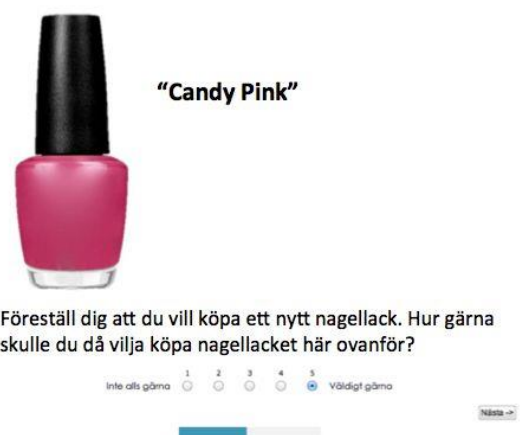 “Candy Pink”
Föreställ dig att du vill köpa ett nytt nagellack. Hur gärna
skulle du då vilja köpa nagellacket här ovanför?
1 2 3 4 5
Inte alls gärna Väldigt gärna
Nästa ->